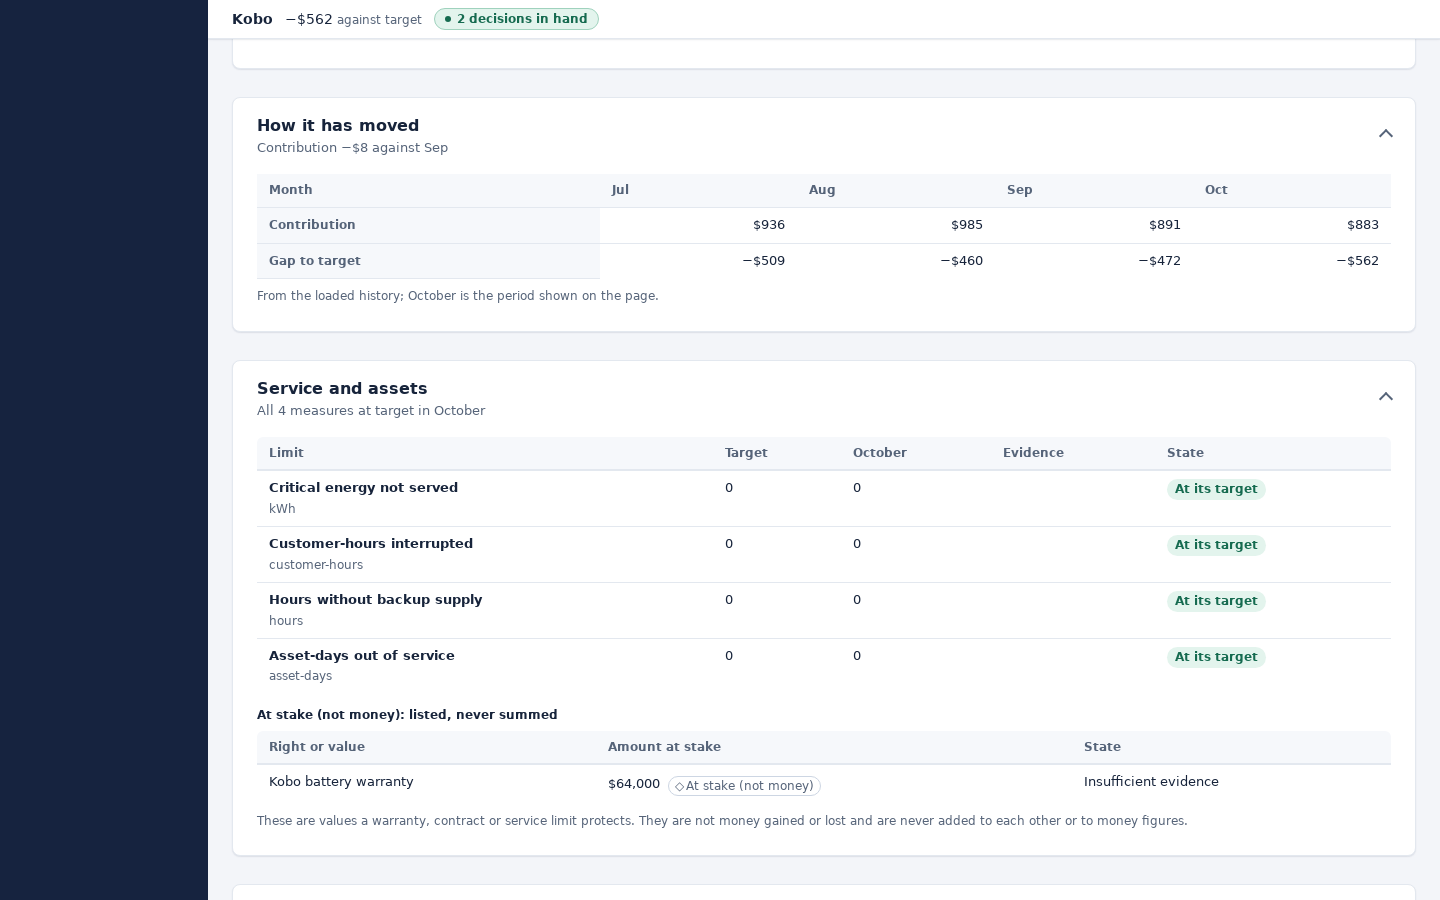 Kobo −$562 against target 2 decisions in hand
How it has moved
Contribution −$8 against Sep
Month Jul Aug Sep Oct
Contribution $936 $985 $891 $883
Gap to target −$509 −$460 −$472 −$562
From the loaded history; October is the period shown on the page.
Service and assets
All 4 measures at target in October
Limit Target October Evidence State
Critical energy not served 0 0 At its target
kWh
Customer-hours interrupted 0 0 At its target
customer-hours
Hours without backup supply 0 0 At its target
hours
Asset-days out of service 0 0 At its target
asset-days
At stake (not money): listed, never summed
Right or value Amount at stake State
Kobo battery warranty $64,000 ◇ At stake (not money) Insufficient evidence
These are values a warranty, contract or service limit protects. They are not money gained or lost and are never added to each other or to money figures.